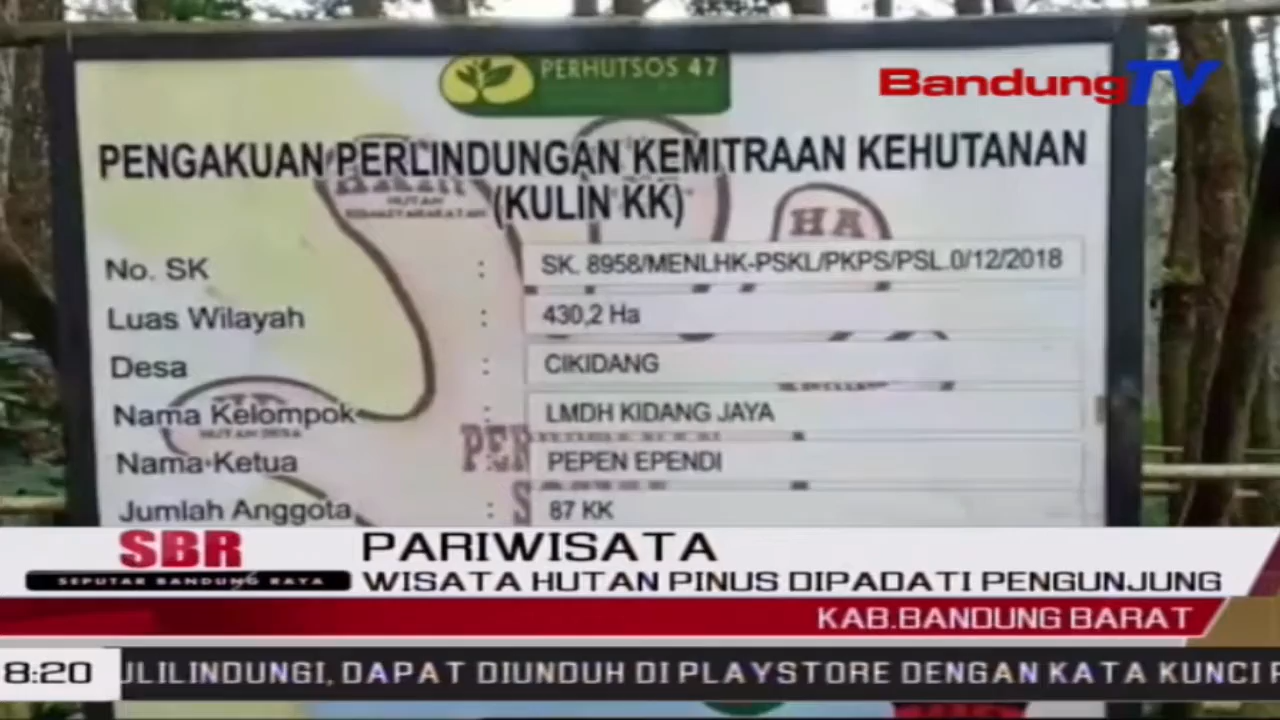 PERHUTSOS 47
BandungTV
PENGAKUAN PERLINDUNGAN KEMITRAAN KEHUTANAN
(KULIN KK)
HA
No. SK : SK. 8958/MENLHK-PSKL/PKPS/PSL.0/12/2018
Luas Wilayah : 430,2 Ha
Desa : CIKIDANG
Nama Kelompok : LMDH KIDANG JAYA
HUTAN DESA
Nama Ketua PEPEN EPENDI
Jumlah Anggota : 87 KK
SBR
SEPUTAR BANDUNG RAYA
PARIWISATA
WISATA HUTAN PINUS DIPADATI PENGUNJUNG
KAB.BANDUNG BARAT
8:20
ULILINDUNGI, DAPAT DIUNDUH DI PLAYSTORE DENGAN KATA KUNCI